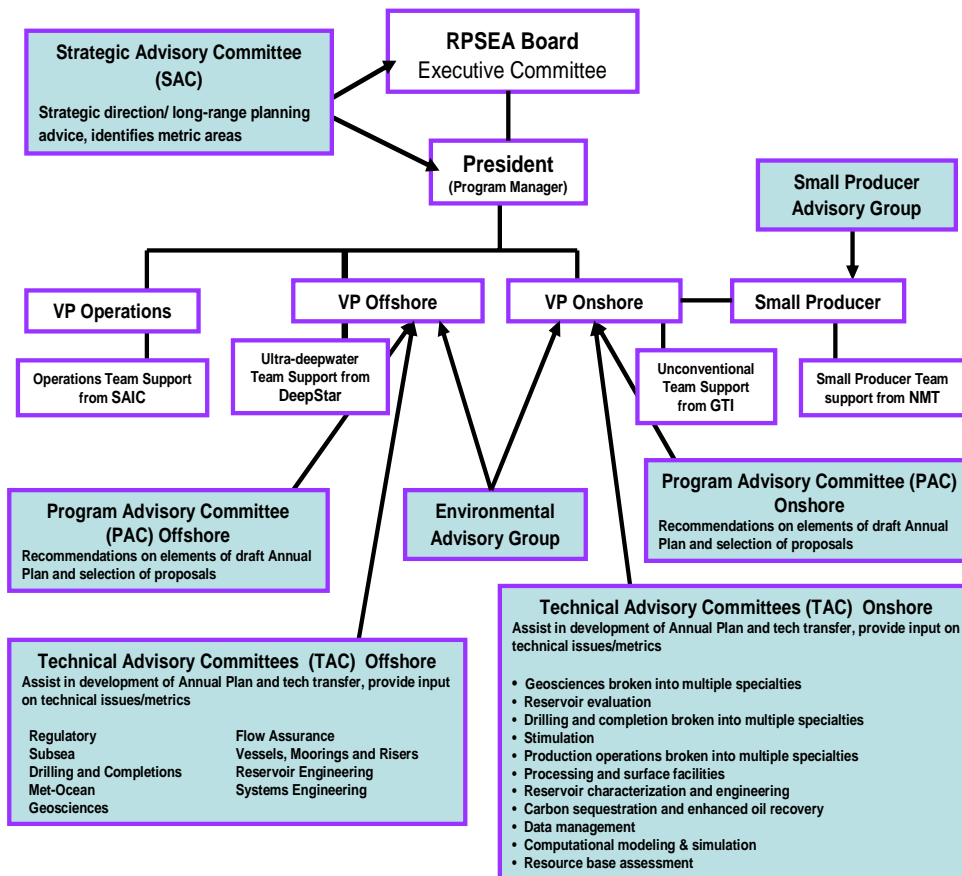 Strategic Advisory Committee
(SAC)
Strategic direction/ long-range planning
advice, identifies metric areas
RPSEA Board
Executive Committee
President
(Program Manager)
Small Producer
Advisory Group
VP Operations
VP Offshore
VP Onshore
Small Producer
Operations Team Support
from SAIC
Ultra-deepwater
Team Support from
DeepStar
Unconventional
Team Support
from GTI
Small Producer Team
support from NMT
Program Advisory Committee
(PAC) Offshore
Recommendations on elements of draft Annual
Plan and selection of proposals
Environmental
Advisory Group
Program Advisory Committee (PAC)
Onshore
Recommendations on elements of draft Annual
Plan and selection of proposals
Technical Advisory Committees (TAC) Offshore
Assist in development of Annual Plan and tech transfer, provide input
on technical issues/metrics
Regulatory
Subsea
Drilling and Completions
Met-Ocean
Geosciences
Flow Assurance
Vessels, Moorings and Risers
Reservoir Engineering
Systems Engineering
Technical Advisory Committees (TAC) Onshore
Assist in development of Annual Plan and tech transfer, provide input on
technical issues/metrics
• Geosciences broken into multiple specialties
• Reservoir evaluation
• Drilling and completion broken into multiple specialties
• Stimulation
• Production operations broken into multiple specialties
• Processing and surface facilities
• Reservoir characterization and engineering
• Carbon sequestration and enhanced oil recovery
• Data management
• Computational modeling & simulation
• Resource base assessment